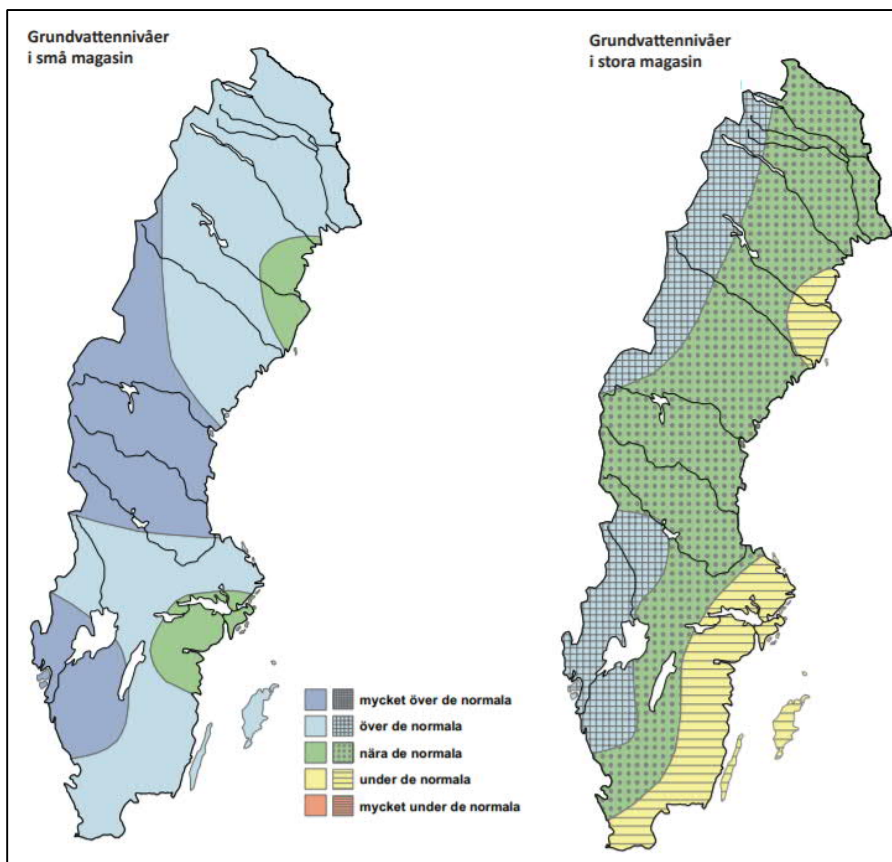 Grundvattennivåer
i små magasin
Grundvattennivåer
i stora magasin
mycket över de normala
över de normala
nära de normala
under de normala
mycket under de normala